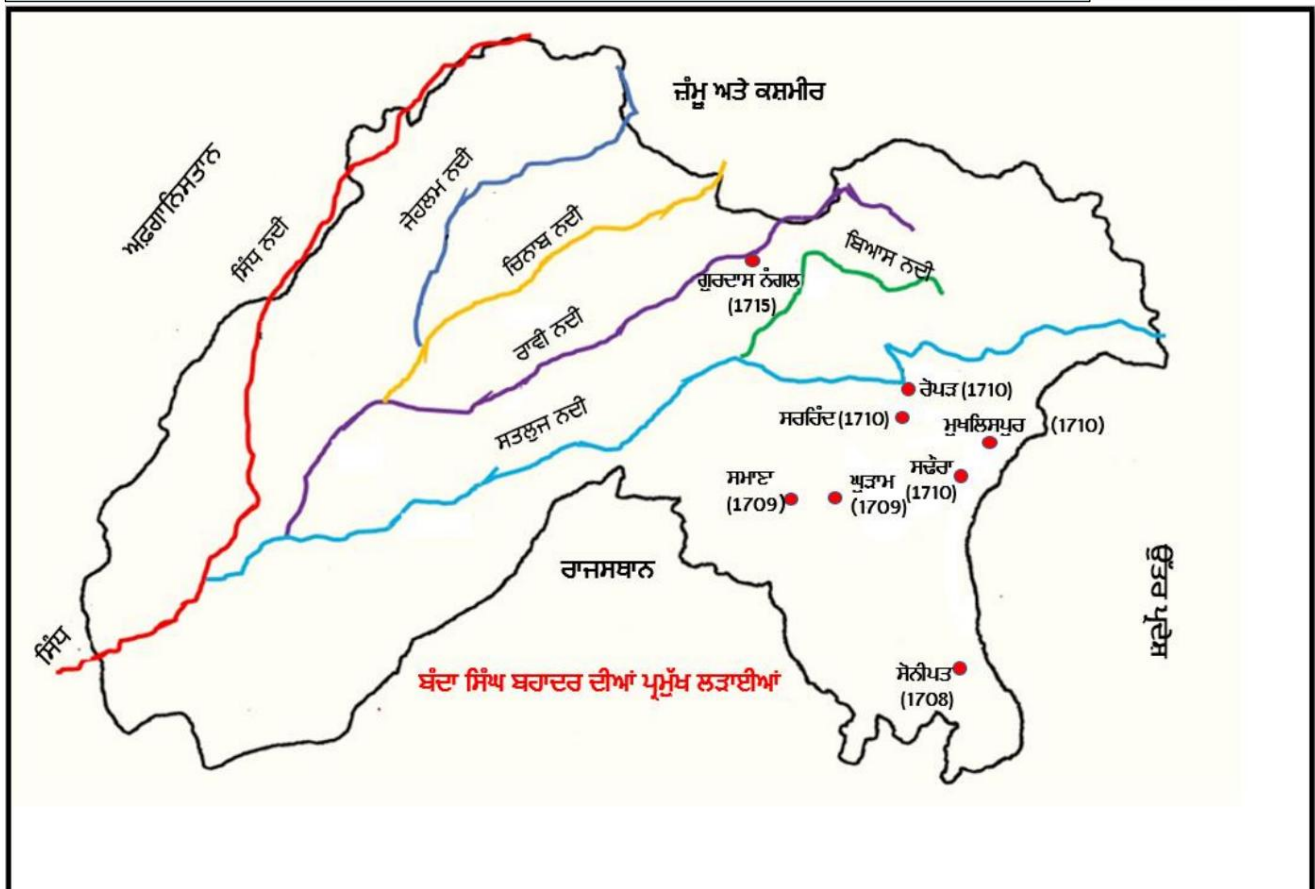 ਜ਼ੰਮੂ ਅਤੇ ਕਸ਼ਮੀਰ
ਅਫ਼ਗਾਨਿਸਤਾਨ
ਸਿੰਧ ਨਦੀ
ਜੇਹਲਮ ਨਦੀ
ਚਿਨਾਬ ਨਦੀ
ਬਿਆਸ ਨਦੀ
ਗੁਰਦਾਸ ਨੰਗਲ
(1715)
ਰਾਵੀ ਨਦੀ
ਸਤਲੁਜ ਨਦੀ
ਰੋਪੜ (1710)
ਸਰਹਿੰਦ (1710)
ਮੁਖਲਿਸਪੁਰ (1710)
ਸਢੌਰਾ
(1710)
ਸਮਾਣਾ
(1709)
ਘੁੜਾਮ
(1709)
ਰਾਜਸਥਾਨ
ਉੱਤਰ ਪ੍ਰਦੇਸ਼
ਸਿੰਧ
ਸੋਨੀਪਤ
(1708)
ਬੰਦਾ ਸਿੰਘ ਬਹਾਦਰ ਦੀਆਂ ਪ੍ਰਮੁੱਖ ਲੜਾਈਆਂ